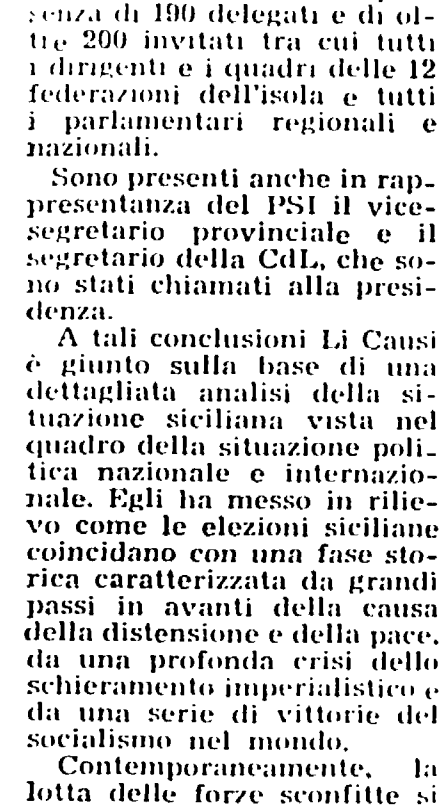 senza di 190 delegati e di ol-
tre 200 invitati tra cui tutti
i dirigenti e i quadri delle 12
federazioni dell'isola e tutti
i parlamentari regionali e
nazionali.
Sono presenti anche in rap-
presentanza del PSI il vice-
segretario provinciale e il
segretario della CdL, che so-
no stati chiamati alla presi-
denza.
A tali conclusioni Li Causi
è giunto sulla base di una
dettagliata analisi della si-
tuazione siciliana vista nel
quadro della situazione poli-
tica nazionale e internazio-
nale. Egli ha messo in rilie-
vo come le elezioni siciliane
coincidano con una fase sto-
rica caratterizzata da grandi
passi in avanti della causa
della distensione e della pace,
da una profonda crisi dello
schieramento imperialistico e
da una serie di vittorie del
socialismo nel mondo.
Contemporaneamente, la
lotta delle forze sconfitte si